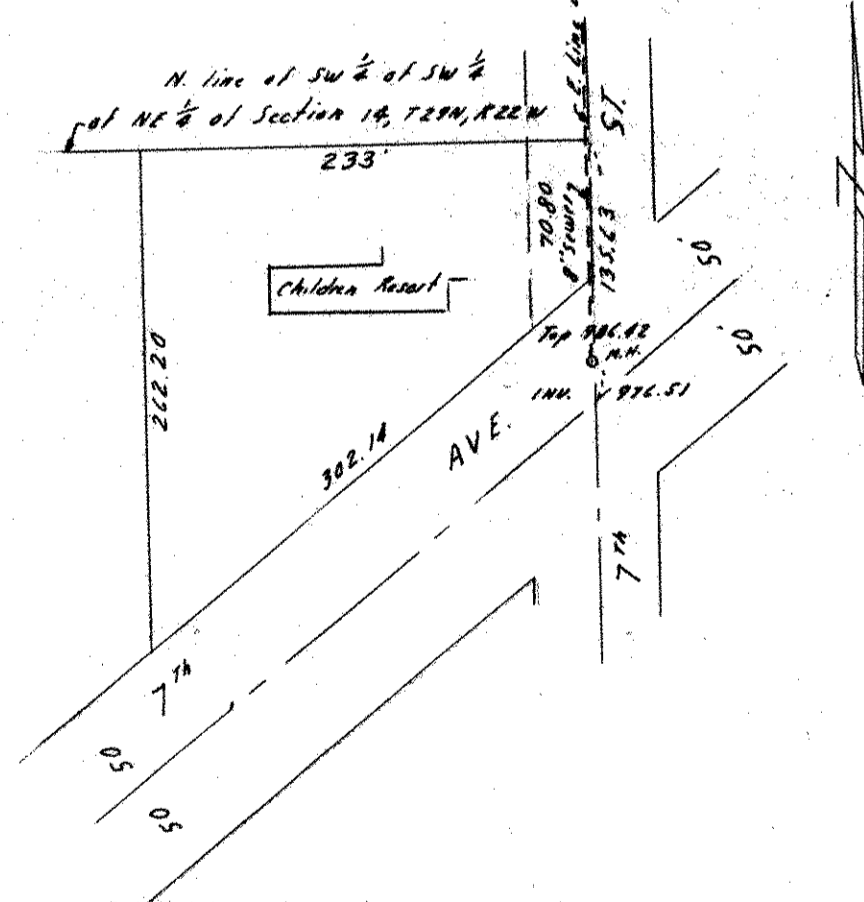 N. line of SW 1/4 of SW 1/4
of NE 1/4 of Section 14, T29N, R22W
233'
& E. Line
ST.
70.80
8" Sewer
135.63
50'
50'
Children Resort
262.20
302.14
AVE.
Top 986.42
M.H.
INV. 976.51
7Th
7Th
50
50